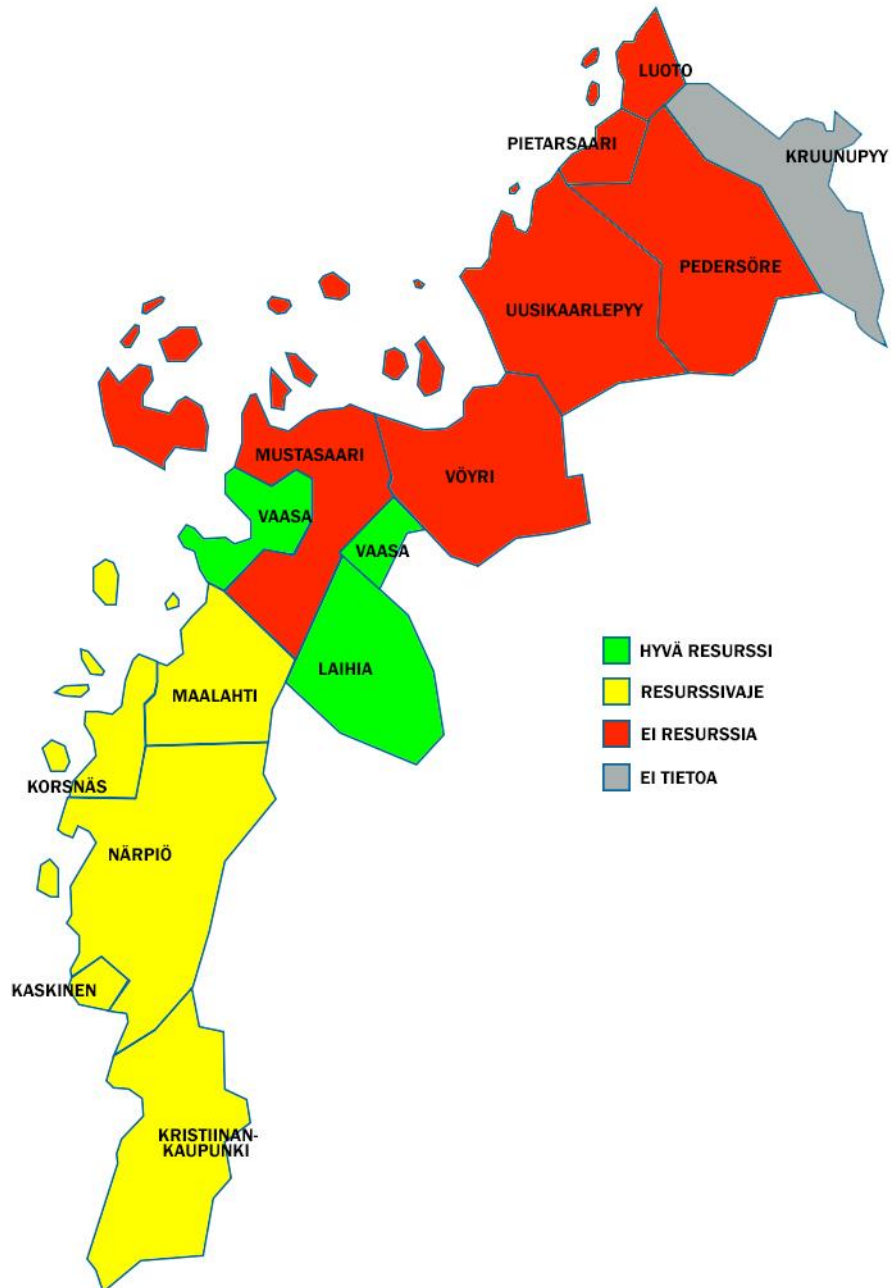 LUOTO
PIETARSAARI
KRUUNUPYY
PEDERSÖRE
UUSIKAARLEPYY
MUSTASAARI
VÖYRI
VAASA
VAASA
LAIHIA
MAALAHTI
KORSNÄS
NÄRPIÖ
KASKINEN
KRISTIINAN-
KAUPUNKI
HYVÄ RESURSSI
RESURSSIVAJE
EI RESURSSIA
EI TIETOA